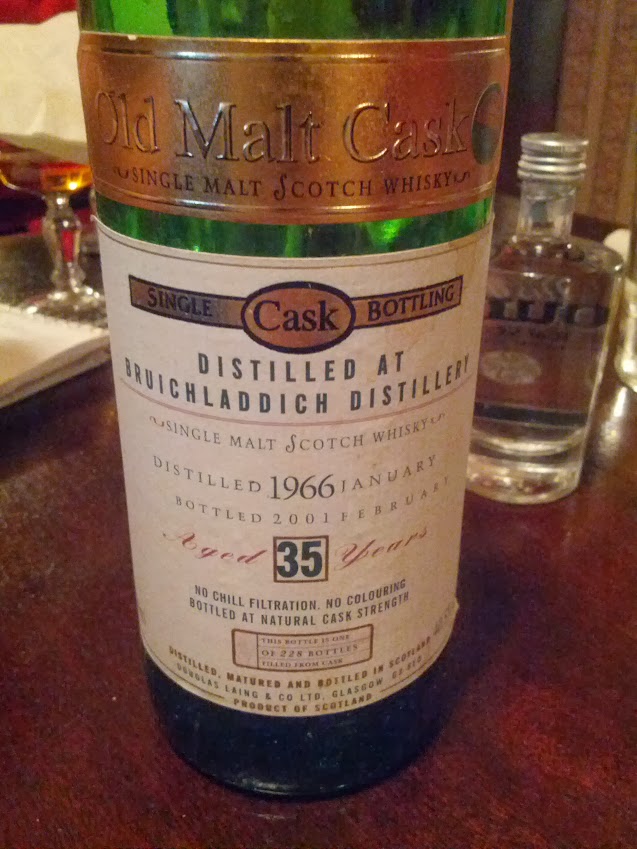 Old Malt Cask
SINGLE MALT SCOTCH WHISKY
SINGLE Cask BOTTLING
DISTILLED AT
BRUICHLADDICH DISTILLERY
SINGLE MALT SCOTCH WHISKY
DISTILLED 1966 JANUARY
BOTTLED 2001 FEBRUARY
Aged 35 Years
NO CHILL FILTRATION. NO COLOURING
BOTTLED AT NATURAL CASK STRENGTH
THIS BOTTLE IS ONE
OF 228 BOTTLES
FILLED FROM CASK
DISTILLED, MATURED AND BOTTLED IN SCOTLAND
DOUGLAS LAING & CO LTD, GLASGOW
PRODUCT OF SCOTLAND